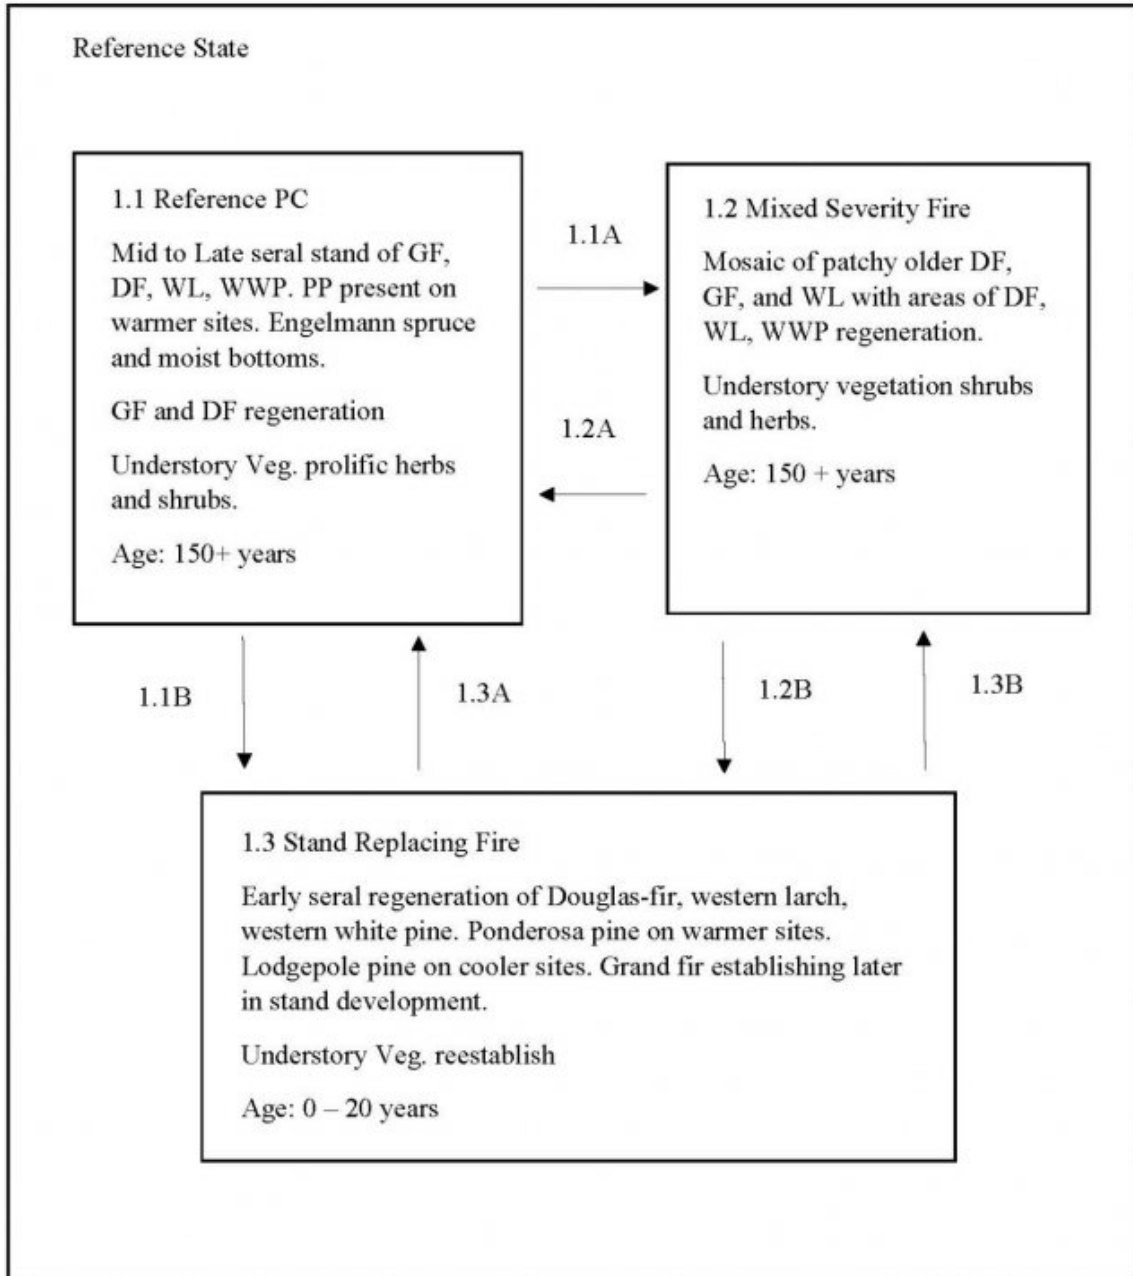 Reference State
1.1 Reference PC
Mid to Late seral stand of GF,
DF, WL, WWP. PP present on
warmer sites. Engelmann spruce
and moist bottoms.
GF and DF regeneration
Understory Veg. prolific herbs
and shrubs.
Age: 150+ years
1.1A
1.2A
1.2 Mixed Severity Fire
Mosaic of patchy older DF,
GF, and WL with areas of DF,
WL, WWP regeneration.
Understory vegetation shrubs
and herbs.
Age: 150 + years
1.1B
1.3A
1.2B
1.3B
1.3 Stand Replacing Fire
Early seral regeneration of Douglas-fir, western larch,
western white pine. Ponderosa pine on warmer sites.
Lodgepole pine on cooler sites. Grand fir establishing later
in stand development.
Understory Veg. reestablish
Age: 0 – 20 years